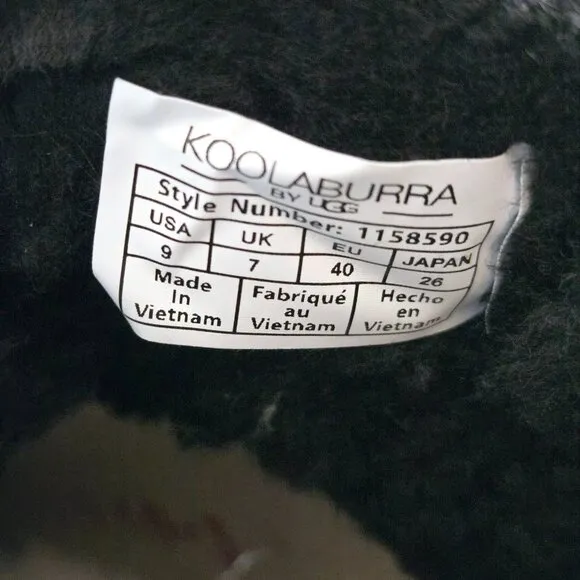 KOOLABURRA
BY UGG
Style Number: 1158590
USA UK EU JAPAN
9 7 40 26
Made Fabriqué Hecho
In au en
Vietnam Vietnam Vietnam